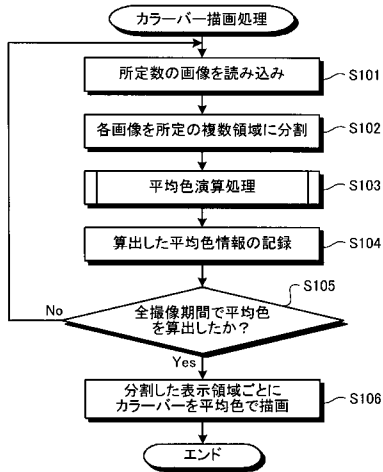 カラーバー描画処理
所定数の画像を読み込み
S101
各画像を所定の複数領域に分割
S102
平均色演算処理
S103
算出した平均色情報の記録
S104
S105
全撮像期間で平均色
を算出したか？
No
Yes
分割した表示領域ごとに
カラーバーを平均色で描画
S106
エンド